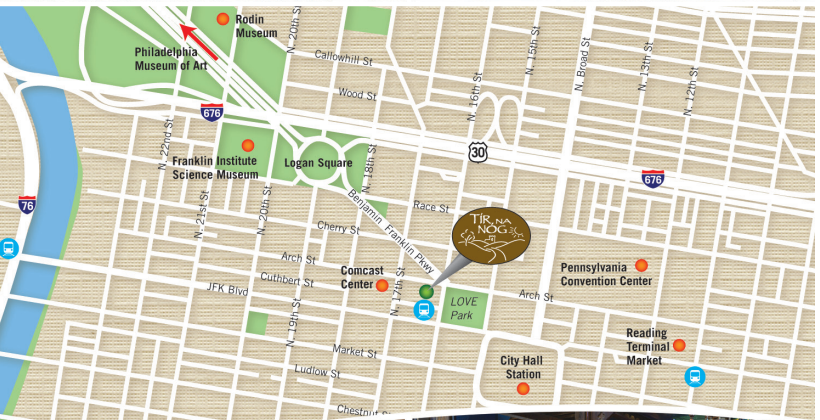 Rodin
Museum
N. 20th St
Philadelphia
Museum of Art
Callowhill St
N. 15th St
N. Broad St
N. 13th St
N. 16th St
N. 12th St
Wood St
676
N. 22nd St
30
Franklin Institute
Science Museum
Logan Square
N. 18th St
676
N. 21st St
N. 20th St
76
Benjamin Franklin Pkwy
Race St
TÍR NA
NÓG
Cherry St
Arch St
Cuthbert St
JFK Blvd
Comcast
Center
N. 17th St
LOVE
Park
Arch St
Pennsylvania
Convention Center
N. 19th St
Market St
Ludlow St
Reading
Terminal
Market
City Hall
Station
Chestnut St